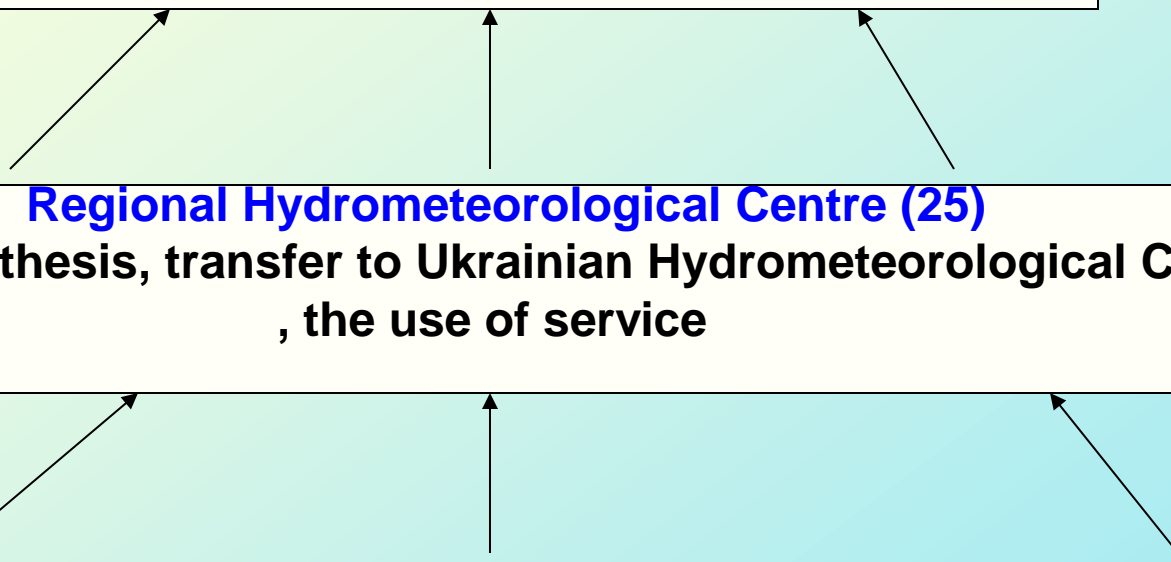 Regional Hydrometeorological Centre (25)
thesis, transfer to Ukrainian Hydrometeorological C
, the use of service